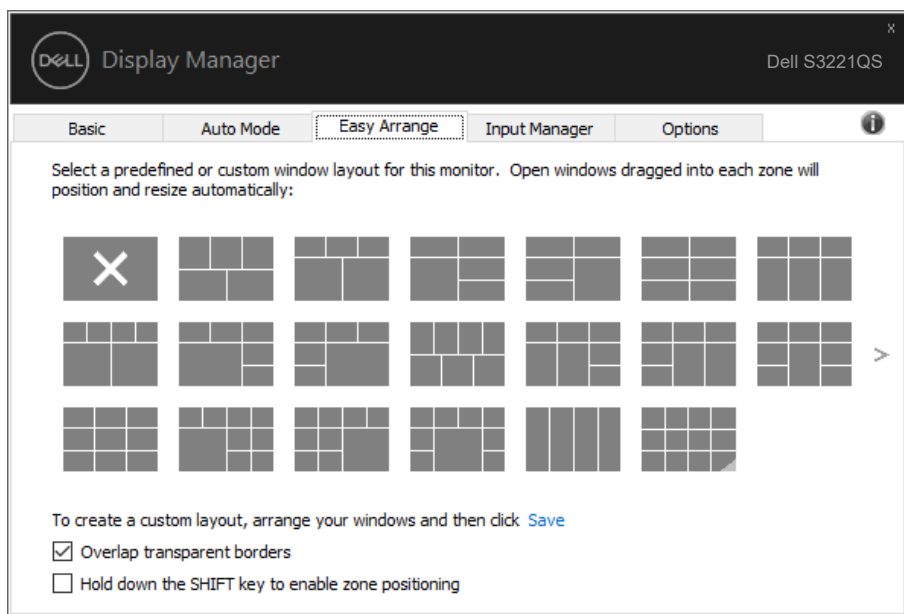 x
DELL Display Manager
Dell S3221QS
Basic Auto Mode Easy Arrange Input Manager Options
Select a predefined or custom window layout for this monitor. Open windows dragged into each zone will
position and resize automatically:
>
To create a custom layout, arrange your windows and then click Save
Overlap transparent borders
Hold down the SHIFT key to enable zone positioning